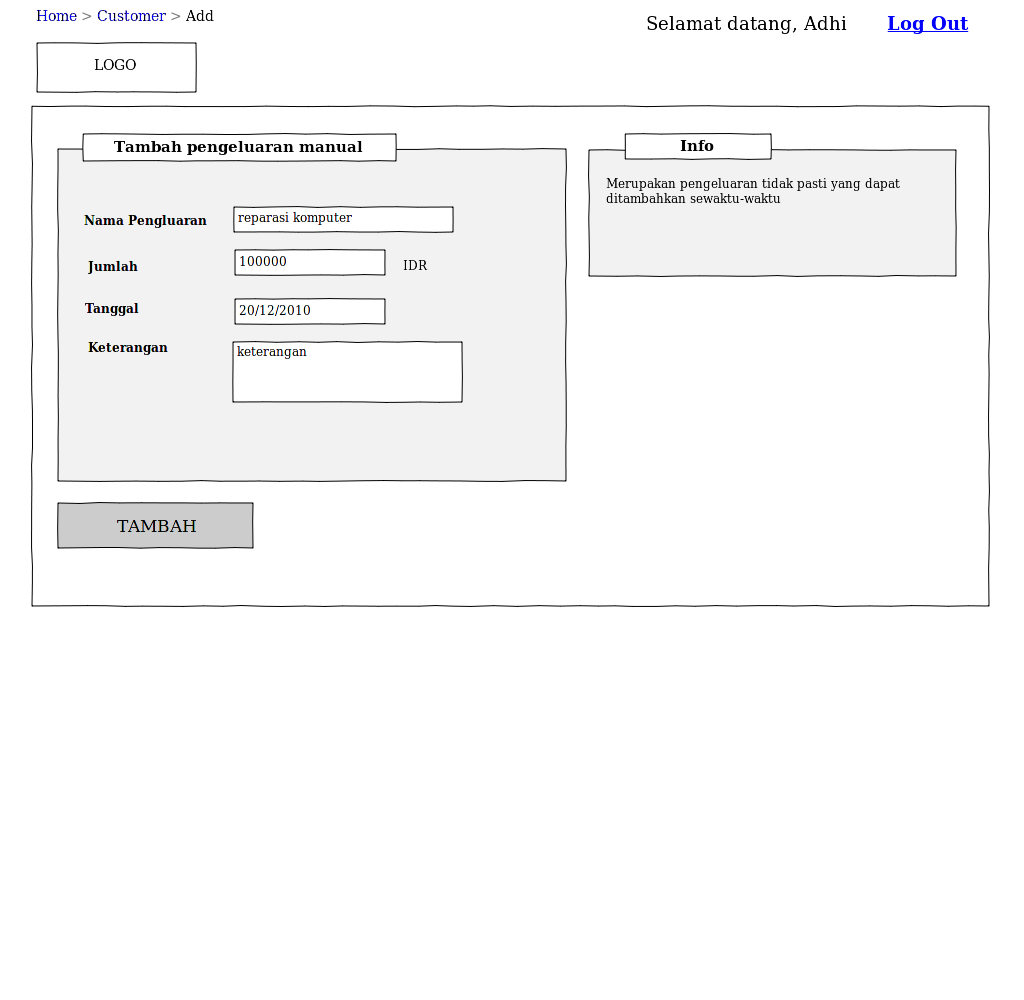 Home > Customer > Add
Selamat datang, Adhi Log Out
LOGO
Tambah pengeluaran manual
Nama Pengluaran reparasi komputer
Jumlah 100000 IDR
Tanggal 20/12/2010
Keterangan keterangan
TAMBAH
Info
Merupakan pengeluaran tidak pasti yang dapat
ditambahkan sewaktu-waktu